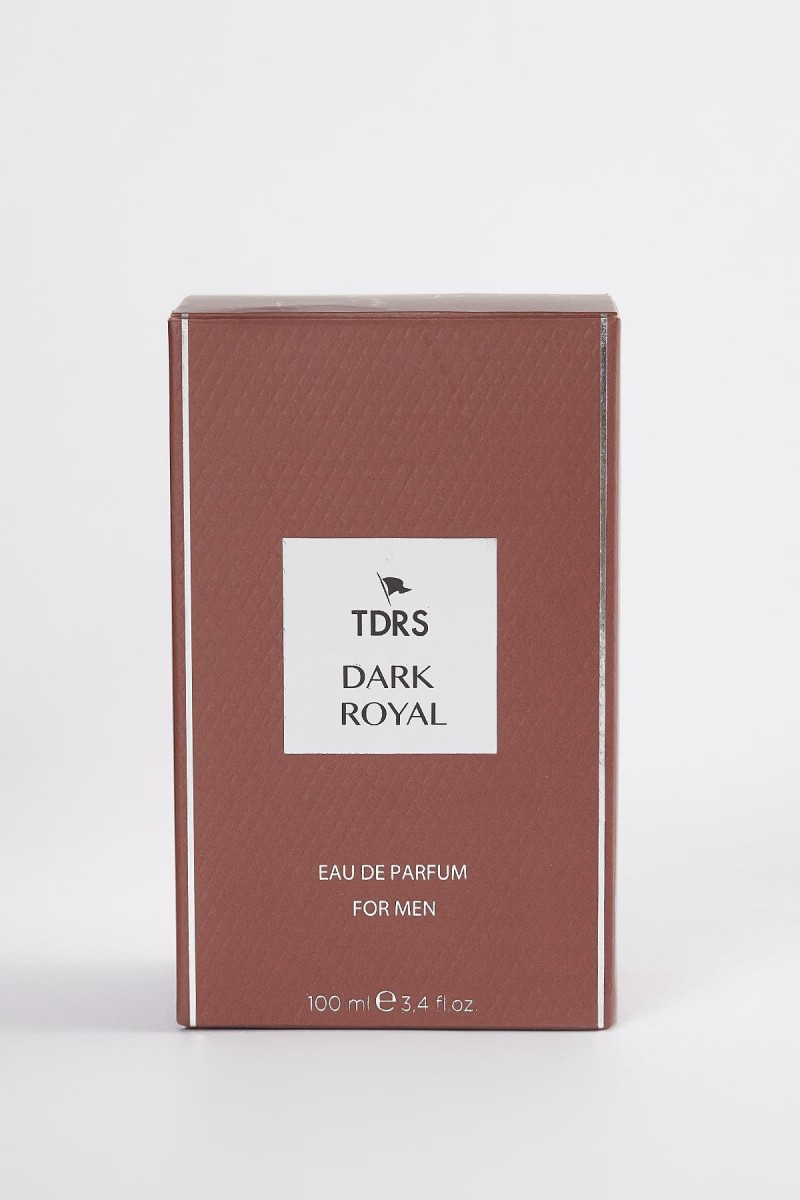 TDRS
DARK
ROYAL
EAU DE PARFUM
FOR MEN
100 ml ℮ 3,4 fl.oz.